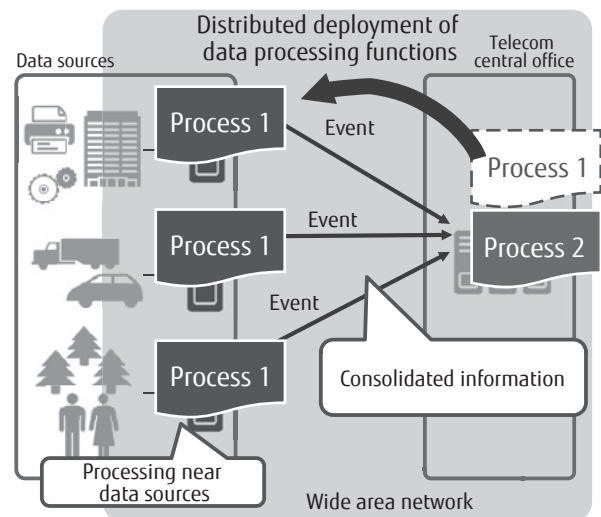 Distributed deployment of
data processing functions
Data sources
Telecom
central office
Process 1
Event
Process 1
Process 1
Event
Process 2
Event
Process 1
Consolidated information
Processing near
data sources
Wide area network